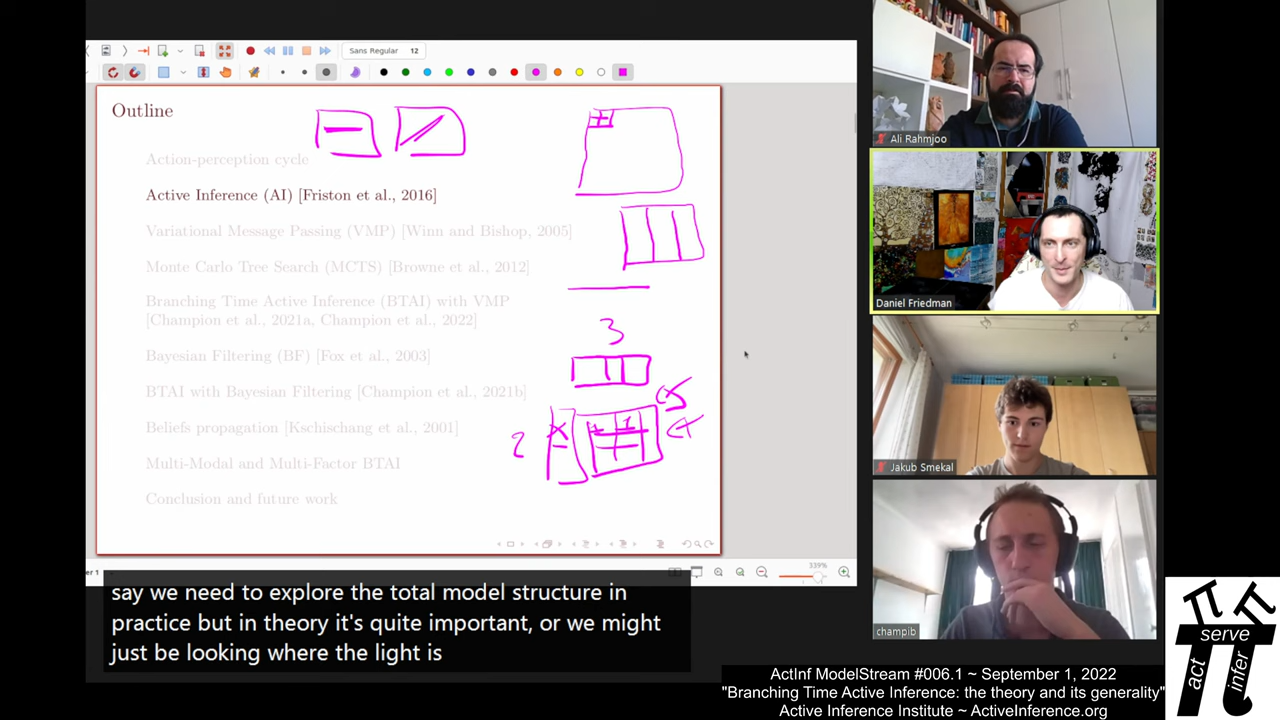 Sans Regular 12
Outline
Action-perception cycle
Active Inference (AI) [Friston et al., 2016]
Variational Message Passing (VMP) [Winn and Bishop, 2005]
Monte Carlo Tree Search (MCTS) [Browne et al., 2012]
Branching Time Active Inference (BTAI) with VMP
[Champion et al., 2021a, Champion et al., 2022]
Bayesian Filtering (BF) [Fox et al., 2003]
BTAI with Bayesian Filtering [Champion et al., 2021b]
Multi-Modal and Multi-Factor BTAI
Conclusion and future work
3
2
339%
say we need to explore the total model structure in
practice but in theory it's quite important, or we might
just be looking where the light is
Ali Rahmjoo
Daniel Friedman
Jakub Smekal
champib
π π
serve
π
act
infer
ActInf ModelStream #006.1 ~ September 1, 2022
"Branching Time Active Inference: the theory and its generality"
Active Inference Institute ~ ActiveInference.org